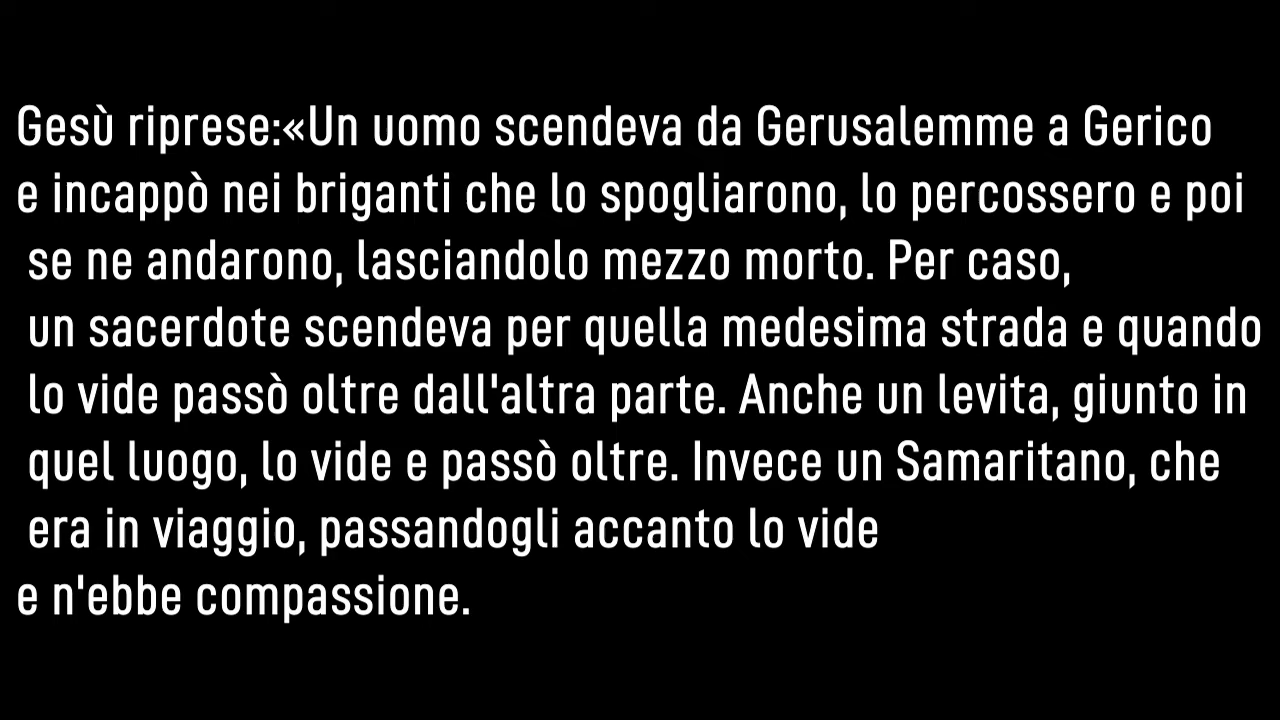 Gesù riprese:«Un uomo scendeva da Gerusalemme a Gerico
e incappò nei briganti che lo spogliarono, lo percossero e poi
se ne andarono, lasciandolo mezzo morto. Per caso,
un sacerdote scendeva per quella medesima strada e quando
lo vide passò oltre dall'altra parte. Anche un levita, giunto in
quel luogo, lo vide e passò oltre. Invece un Samaritano, che
era in viaggio, passandogli accanto lo vide
e n'ebbe compassione.